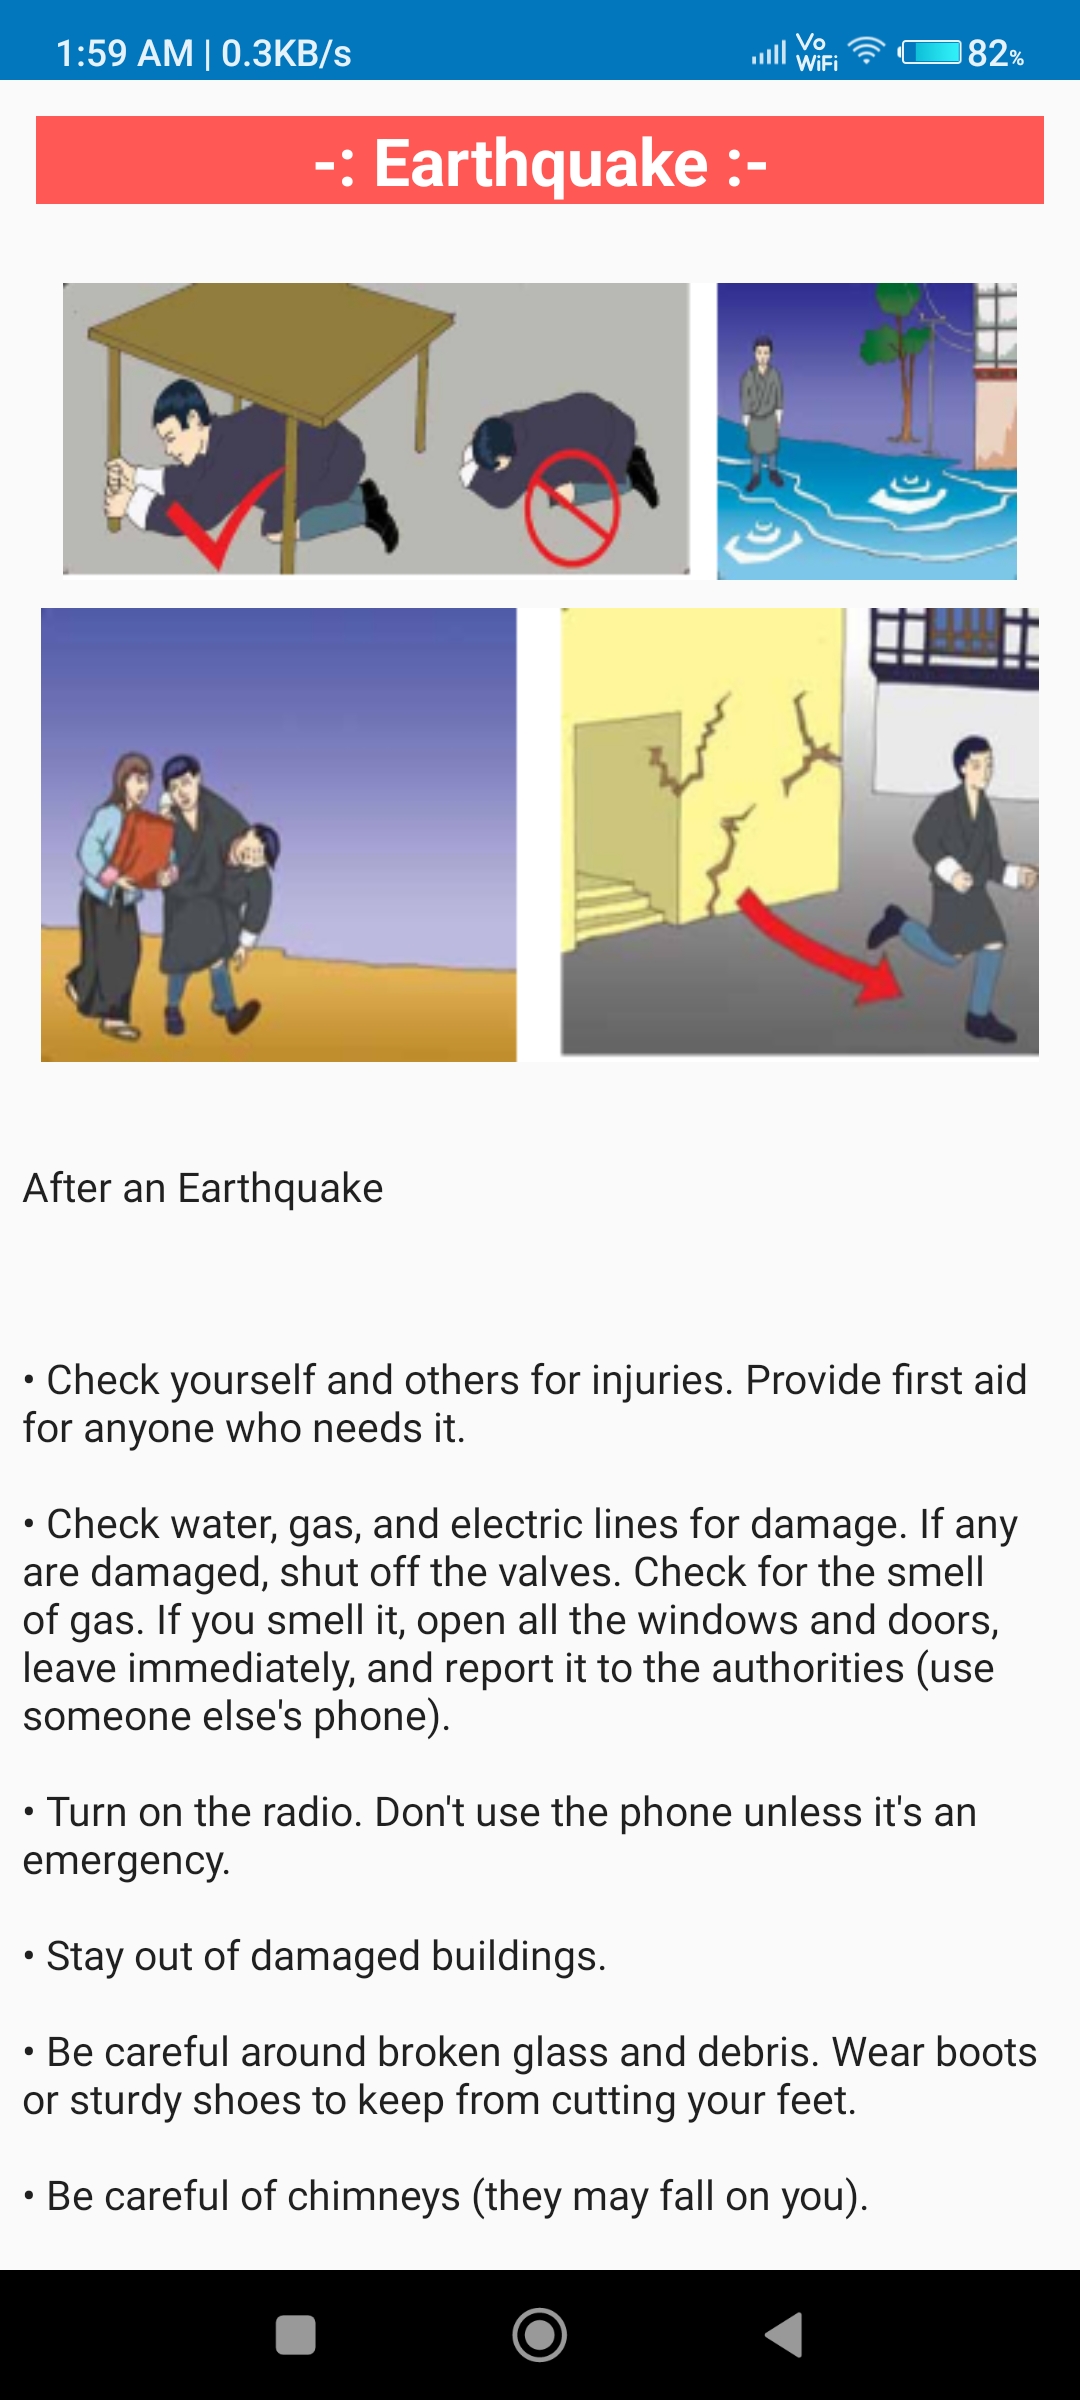 1:59 AM | 0.3KB/s
Vo
WiFi
82%
-: Earthquake :-
After an Earthquake
• Check yourself and others for injuries. Provide first aid
for anyone who needs it.
• Check water, gas, and electric lines for damage. If any
are damaged, shut off the valves. Check for the smell
of gas. If you smell it, open all the windows and doors,
leave immediately, and report it to the authorities (use
someone else's phone).
• Turn on the radio. Don't use the phone unless it's an
emergency.
• Stay out of damaged buildings.
• Be careful around broken glass and debris. Wear boots
or sturdy shoes to keep from cutting your feet.
• Be careful of chimneys (they may fall on you).